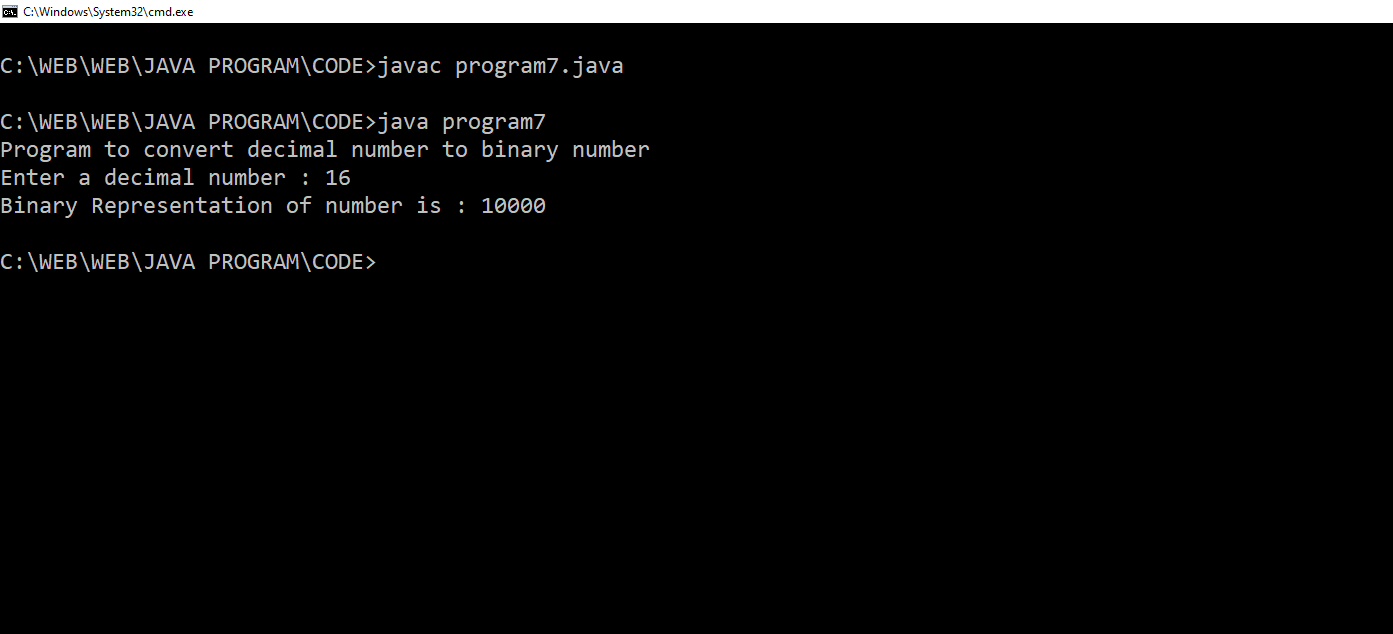 C:\Windows\System32\cmd.exe
C:\WEB\WEB\JAVA PROGRAM\CODE>javac program7.java
C:\WEB\WEB\JAVA PROGRAM\CODE>java program7
Program to convert decimal number to binary number
Enter a decimal number : 16
Binary Representation of number is : 10000
C:\WEB\WEB\JAVA PROGRAM\CODE>